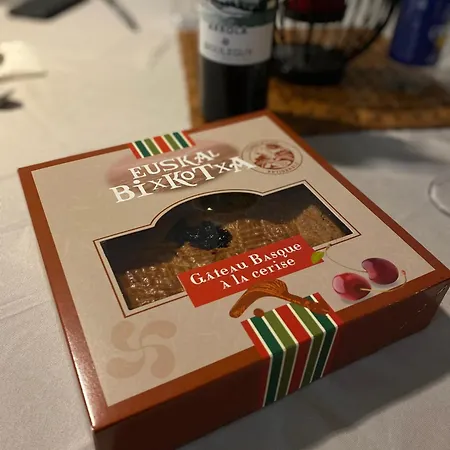 EUSKAL
BIXKOTXA
Gâteau Basque
à la cerise